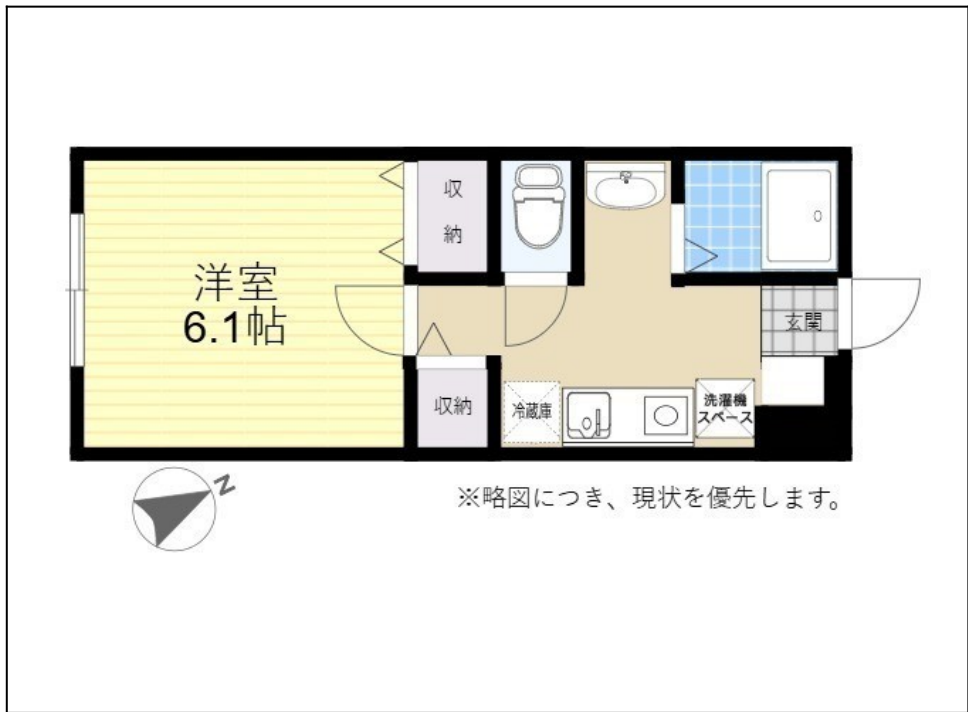 収
納
洋室
6.1帖
玄関
収納
冷蔵庫
洗濯機
スペース
N
※略図につき、現状を優先します。